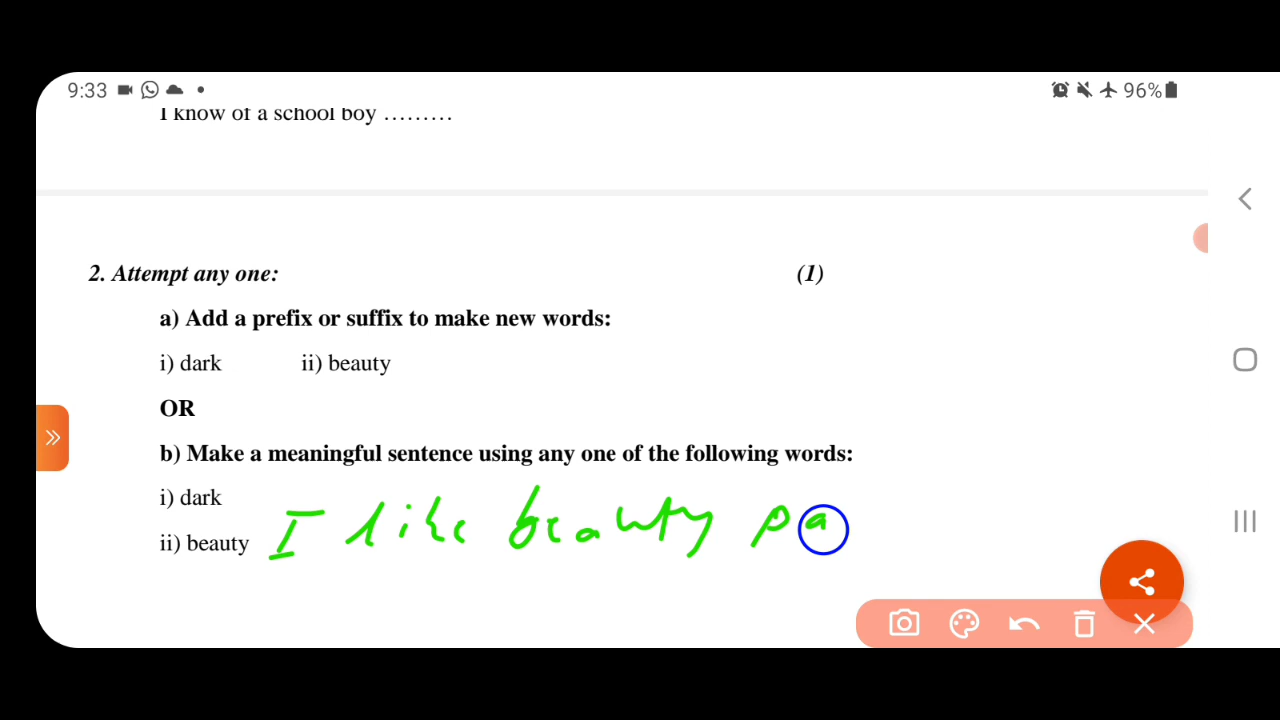 9:33
96%
I know of a school boy .........
2. Attempt any one: (1)
a) Add a prefix or suffix to make new words:
i) dark ii) beauty
OR
b) Make a meaningful sentence using any one of the following words:
i) dark
ii) beauty I like beauty pa